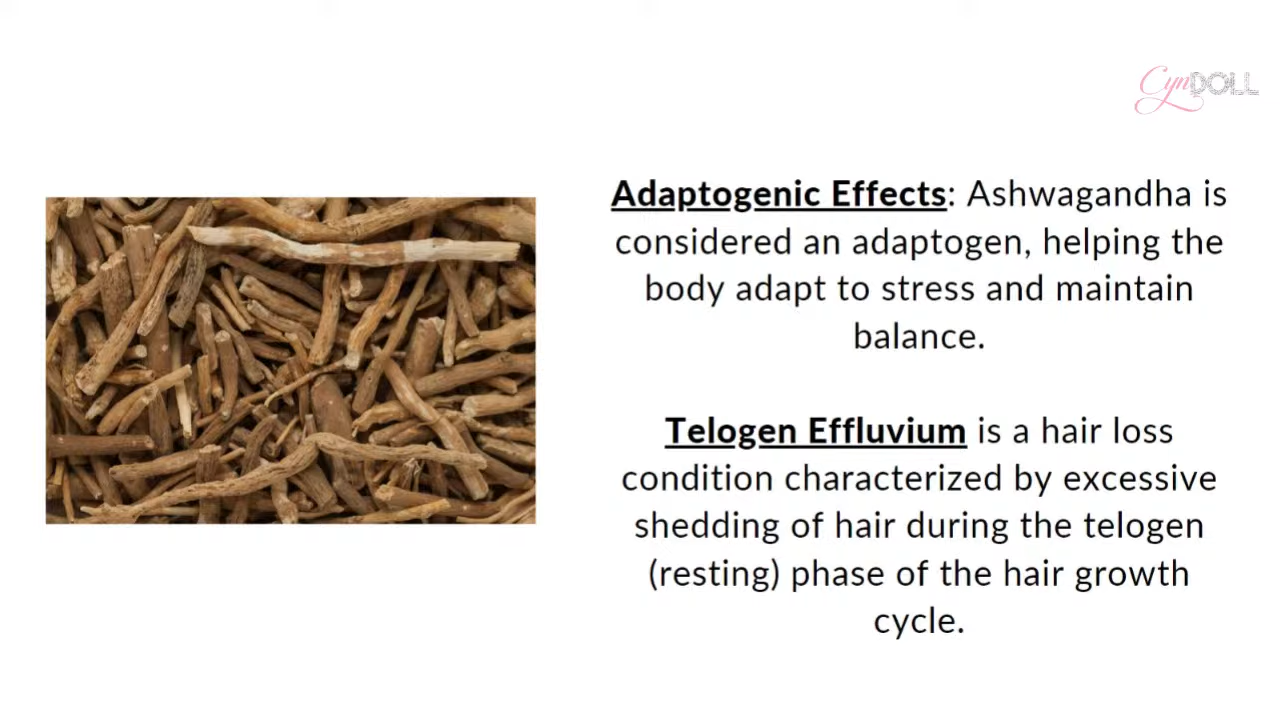 CynDOLL
Adaptogenic Effects: Ashwagandha is
considered an adaptogen, helping the
body adapt to stress and maintain
balance.
Telogen Effluvium is a hair loss
condition characterized by excessive
shedding of hair during the telogen
(resting) phase of the hair growth
cycle.